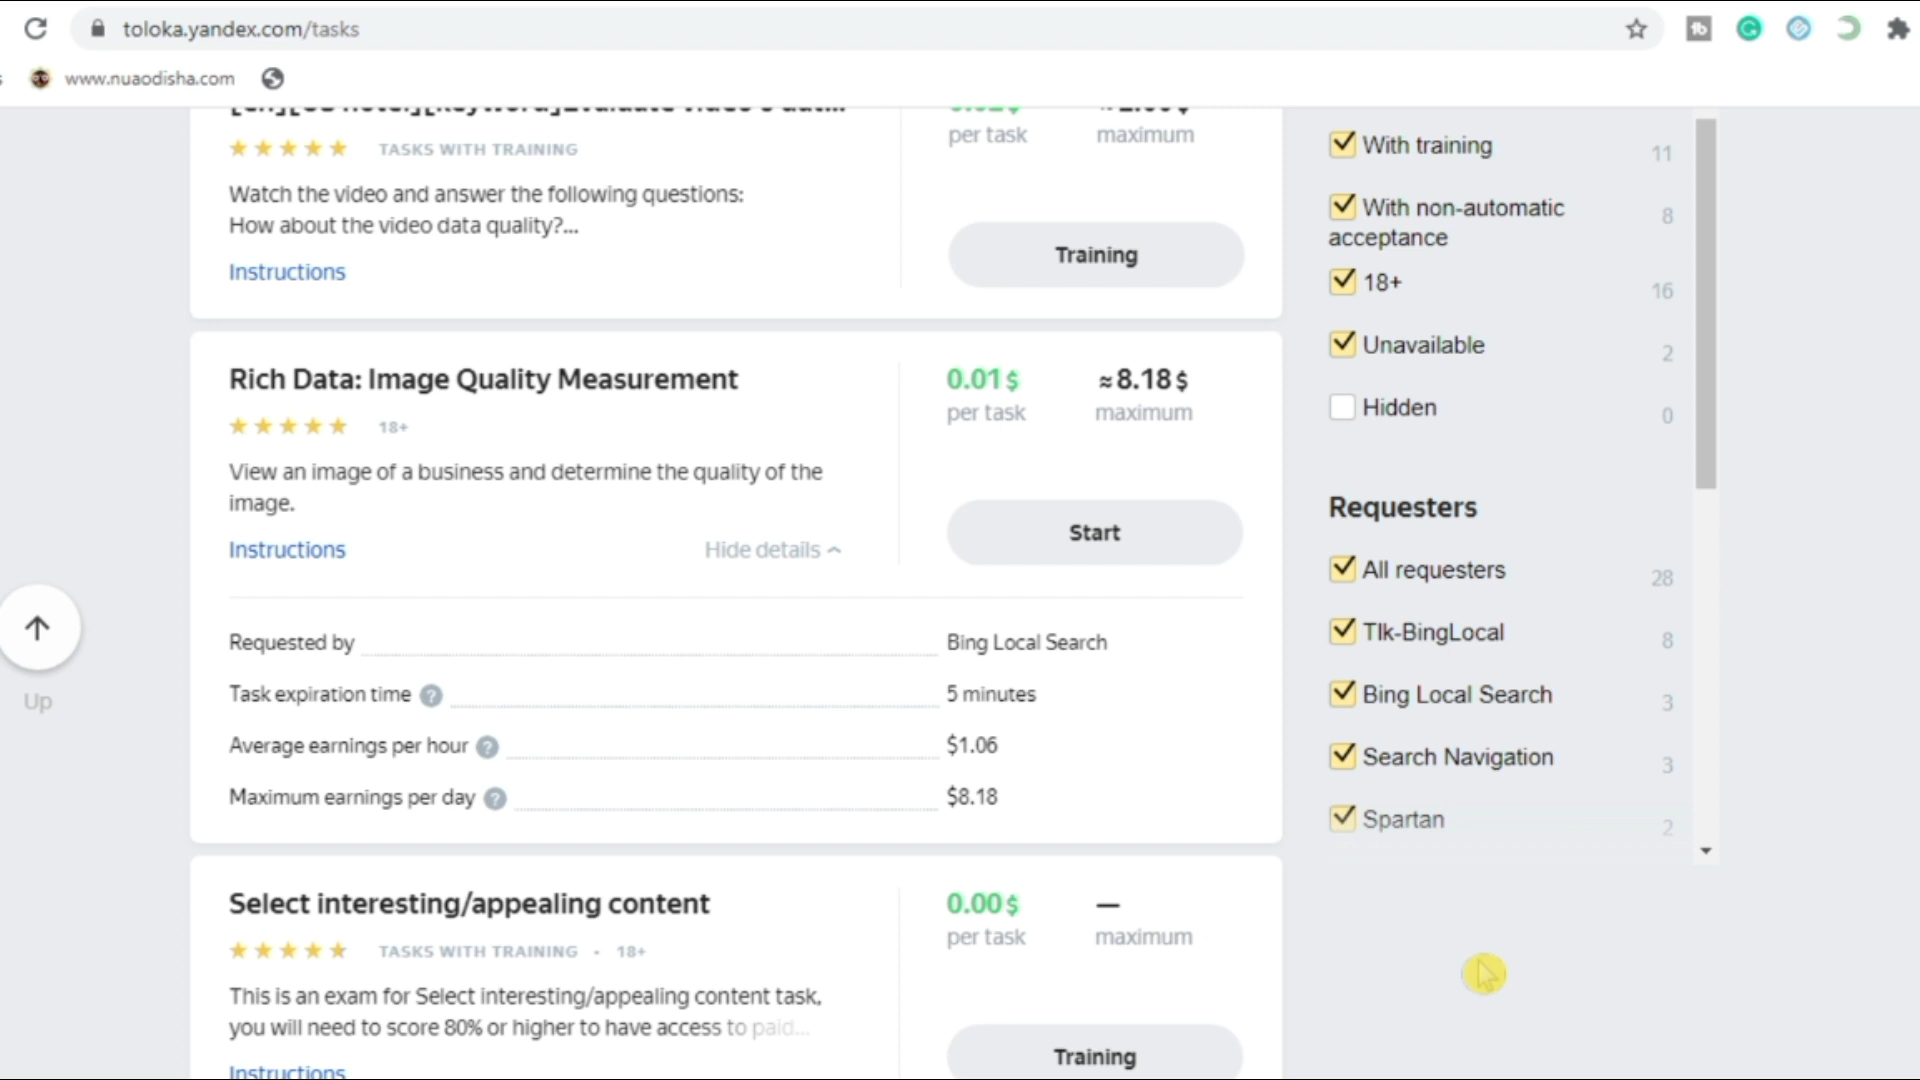 toloka.yandex.com/tasks
www.nuaodisha.com
per task
maximum
TASKS WITH TRAINING
Watch the video and answer the following questions:
How about the video data quality?...
Instructions
Training
Rich Data: Image Quality Measurement
0.01 $
≈8.18 $
per task
maximum
18+
View an image of a business and determine the quality of the
image.
Instructions
Hide details
Start
Requested by
Bing Local Search
Task expiration time ?
5 minutes
Average earnings per hour ?
$1.06
Maximum earnings per day ?
$8.18
Select interesting/appealing content
0.00 $
—
per task
maximum
TASKS WITH TRAINING · 18+
This is an exam for Select interesting/appealing content task,
you will need to score 80% or higher to have access to paid...
Instructions
Training
Up
With training 11
With non-automatic 8
acceptance
18+ 16
Unavailable 2
Hidden 0
Requesters
All requesters 28
Tlk-BingLocal 8
Bing Local Search 3
Search Navigation 3
Spartan 2